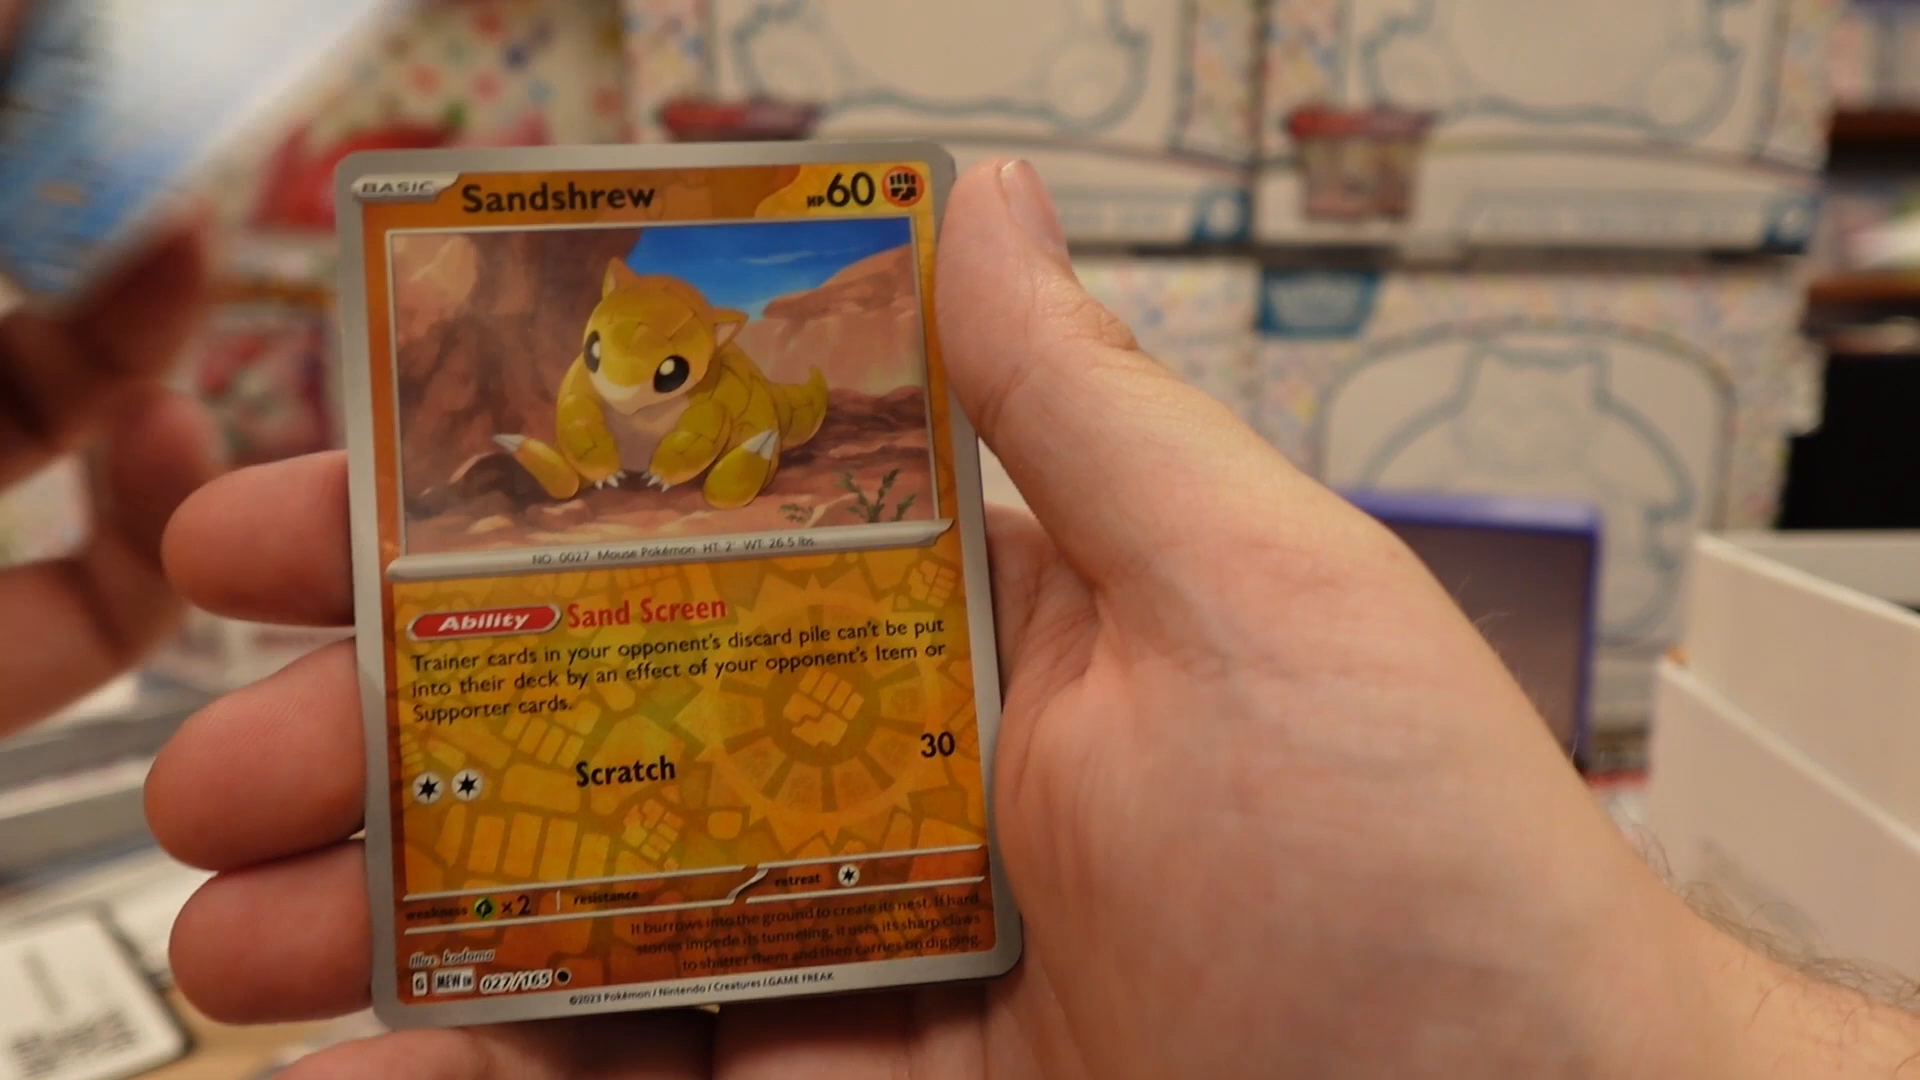 BASIC Sandshrew HP60
NO. 0027 Mouse Pokémon HT: 2' WT: 26.5 lbs.
Ability Sand Screen
Trainer cards in your opponent's discard pile can't be put
into their deck by an effect of your opponent's Item or
Supporter cards.
Scratch 30
weakness ×2 resistance retreat
It burrows into the ground to create its nest. If hard
stones impede its tunneling, it uses its sharp claws
to shatter them and then carries on digging.
Illus. kodama
G MEW EN 027/165
©2023 Pokémon / Nintendo / Creatures / GAME FREAK